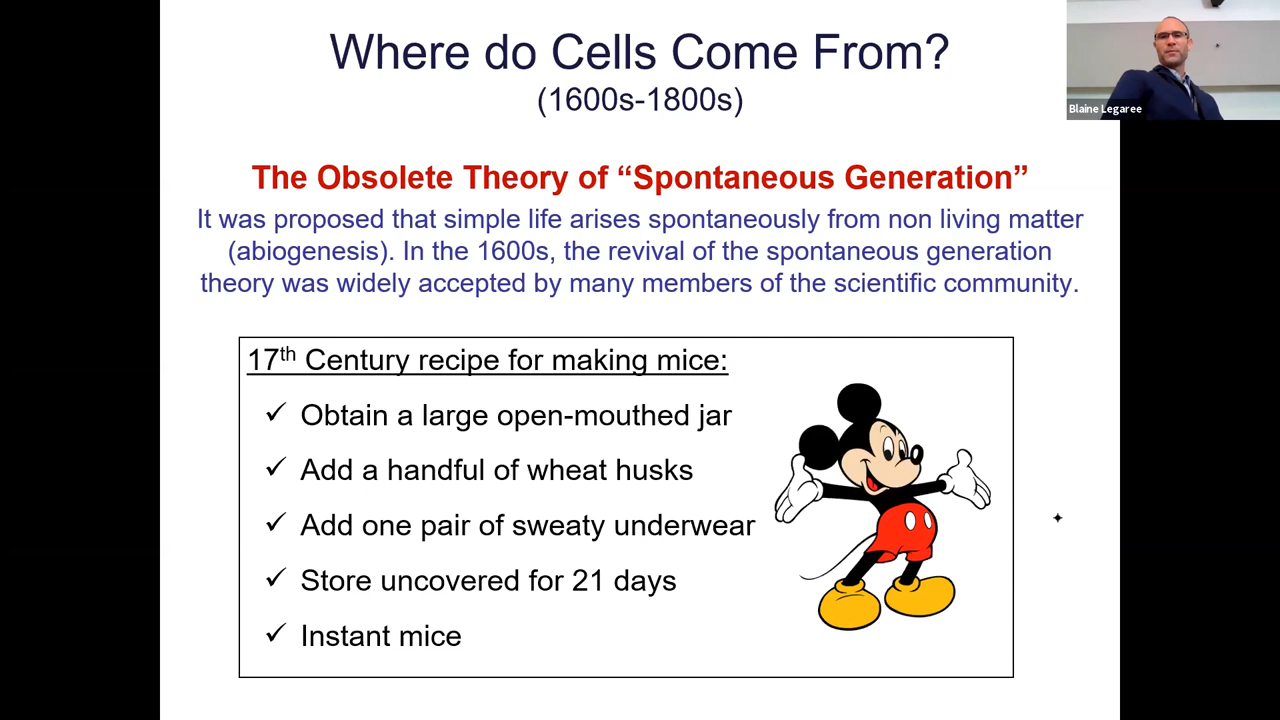 Where do Cells Come From?
(1600s-1800s)
Blaine Legaree
The Obsolete Theory of “Spontaneous Generation”
It was proposed that simple life arises spontaneously from non living matter
(abiogenesis). In the 1600s, the revival of the spontaneous generation
theory was widely accepted by many members of the scientific community.
17th Century recipe for making mice:
✓ Obtain a large open-mouthed jar
✓ Add a handful of wheat husks
✓ Add one pair of sweaty underwear
✓ Store uncovered for 21 days
✓ Instant mice